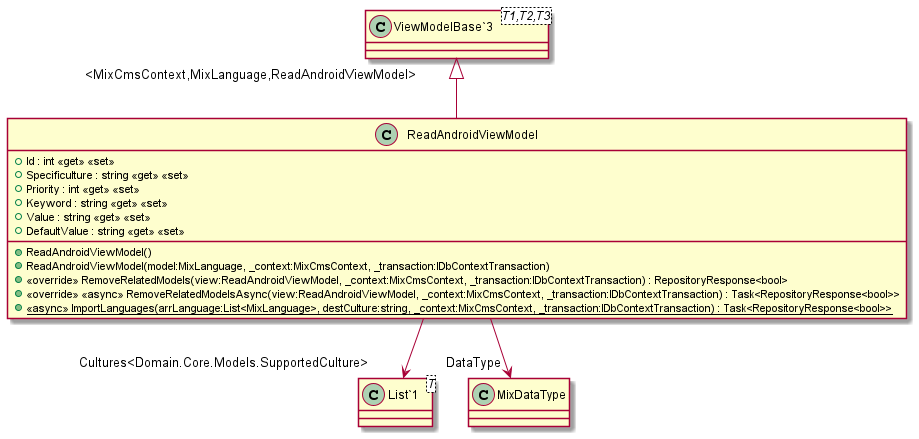 C ViewModelBase`3 T1,T2,T3
<MixCmsContext,MixLanguage,ReadAndroidViewModel>
C ReadAndroidViewModel
Id : int «get» «set»
Specificulture : string «get» «set»
Priority : int «get» «set»
Keyword : string «get» «set»
Value : string «get» «set»
DefaultValue : string «get» «set»
ReadAndroidViewModel()
ReadAndroidViewModel(model:MixLanguage, _context:MixCmsContext, _transaction:IDbContextTransaction)
«override» RemoveRelatedModels(view:ReadAndroidViewModel, _context:MixCmsContext, _transaction:IDbContextTransaction) : RepositoryResponse<bool>
«override» «async» RemoveRelatedModelsAsync(view:ReadAndroidViewModel, _context:MixCmsContext, _transaction:IDbContextTransaction) : Task<RepositoryResponse<bool>>
«async» ImportLanguages(arrLanguage:List<MixLanguage>, destCulture:string, _context:MixCmsContext, _transaction:IDbContextTransaction) : Task<RepositoryResponse<bool>>
Cultures<Domain.Core.Models.SupportedCulture>
DataType
C List`1 T
C MixDataType